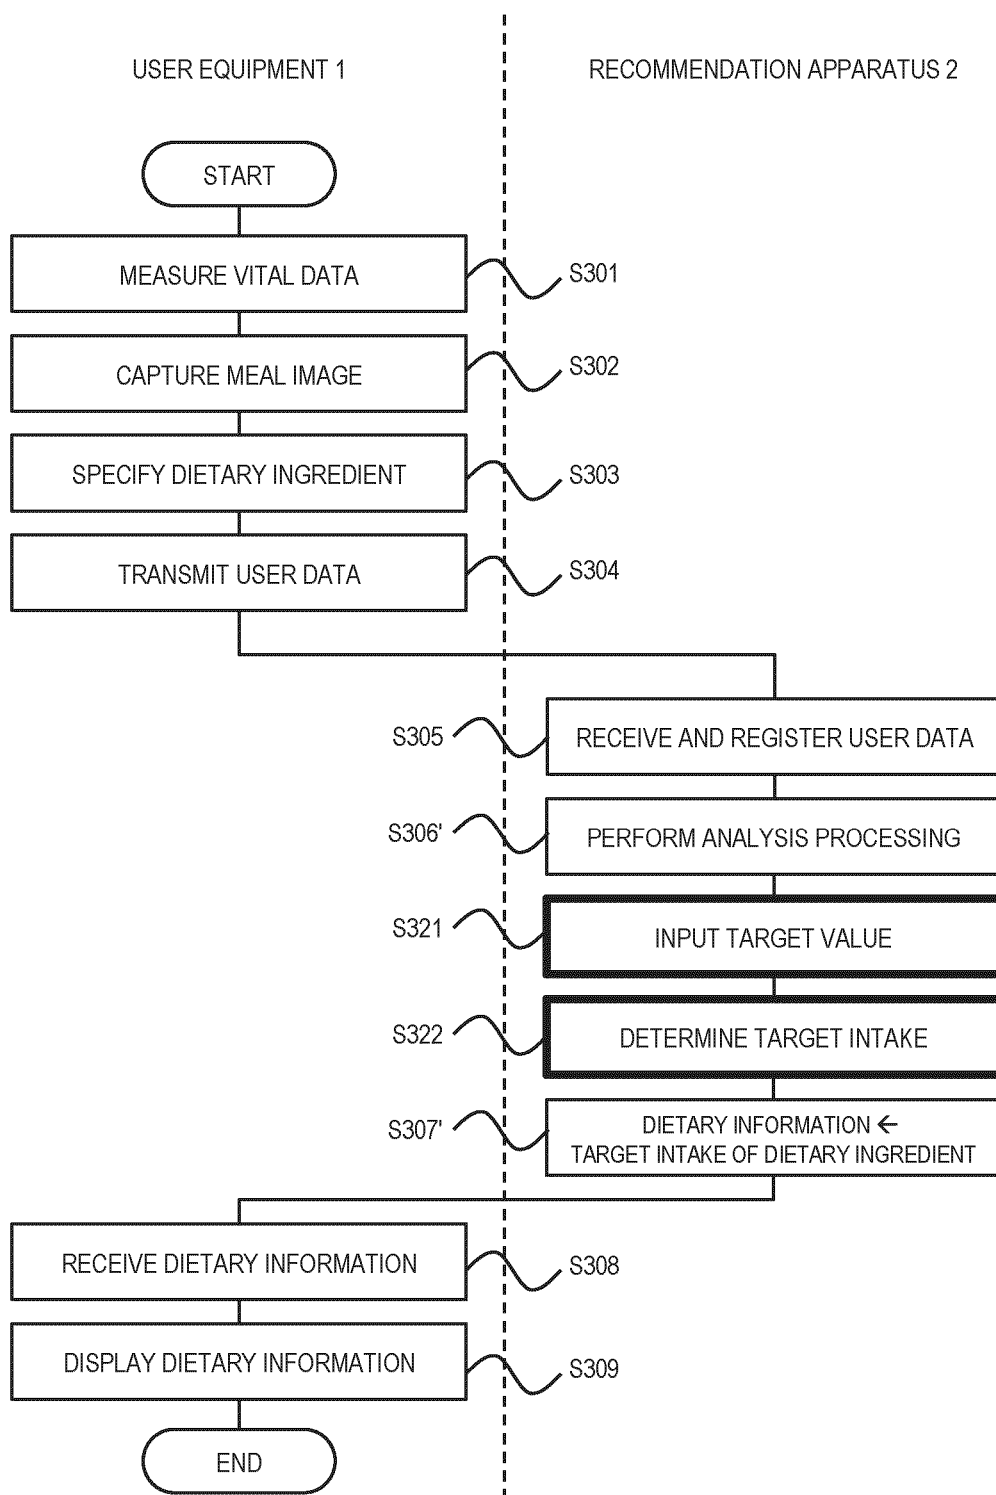 USER EQUIPMENT 1
RECOMMENDATION APPARATUS 2
START
MEASURE VITAL DATA
S301
CAPTURE MEAL IMAGE
S302
SPECIFY DIETARY INGREDIENT
S303
TRANSMIT USER DATA
S304
S305
RECEIVE AND REGISTER USER DATA
S306'
PERFORM ANALYSIS PROCESSING
S321
INPUT TARGET VALUE
S322
DETERMINE TARGET INTAKE
S307'
DIETARY INFORMATION ←
TARGET INTAKE OF DIETARY INGREDIENT
RECEIVE DIETARY INFORMATION
S308
DISPLAY DIETARY INFORMATION
S309
END